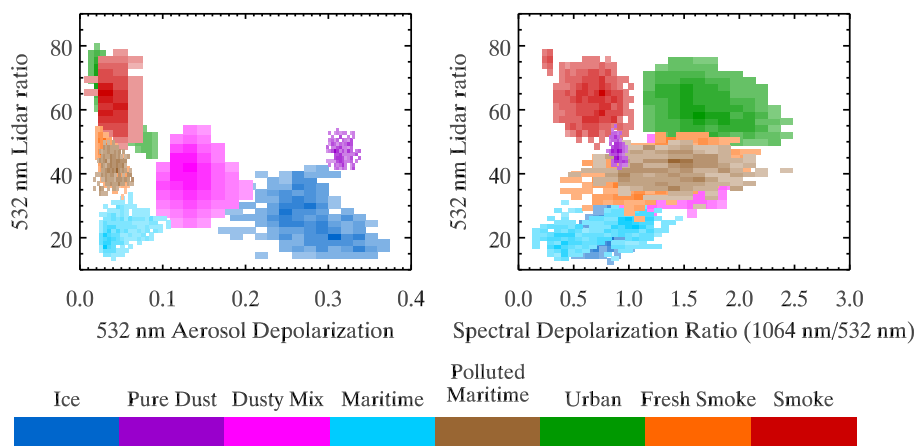 532 nm Lidar ratio
80
60
40
20
0.0 0.1 0.2 0.3 0.4
532 nm Aerosol Depolarization
532 nm Lidar ratio
80
60
40
20
0.0 0.5 1.0 1.5 2.0 2.5 3.0
Spectral Depolarization Ratio (1064 nm/532 nm)
Ice Pure Dust Dusty Mix Maritime Polluted Maritime Urban Fresh Smoke Smoke